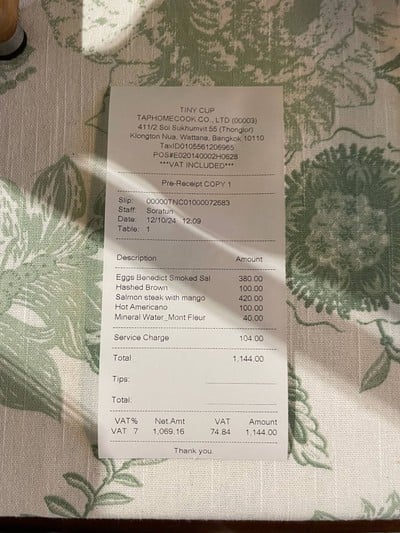 TINY CUP
TAPHOMECOOK.CO., LTD (00003)
411/2 Soi Sukhumvit 55 (Thonglor)
Klongton Nua, Wattana, Bangkok 10110
TaxID0105561206965
POS#E020140002H0628
***VAT INCLUDED***
Pre-Receipt COPY 1
Slip: 00000TNC01000072683
Staff: Soratun
Date: 12/10/24 12:09
Table: 1
Description Amount
Eggs Benedict Smoked Sal 380.00
Hashed Brown 100.00
Salmon steak with mango 420.00
Hot Americano 100.00
Mineral Water_Mont Fleur 40.00
Service Charge 104.00
Total 1,144.00
Tips:
Total:
VAT% Net.Amt VAT Amount
VAT 7 1,069.16 74.84 1,144.00
Thank you.